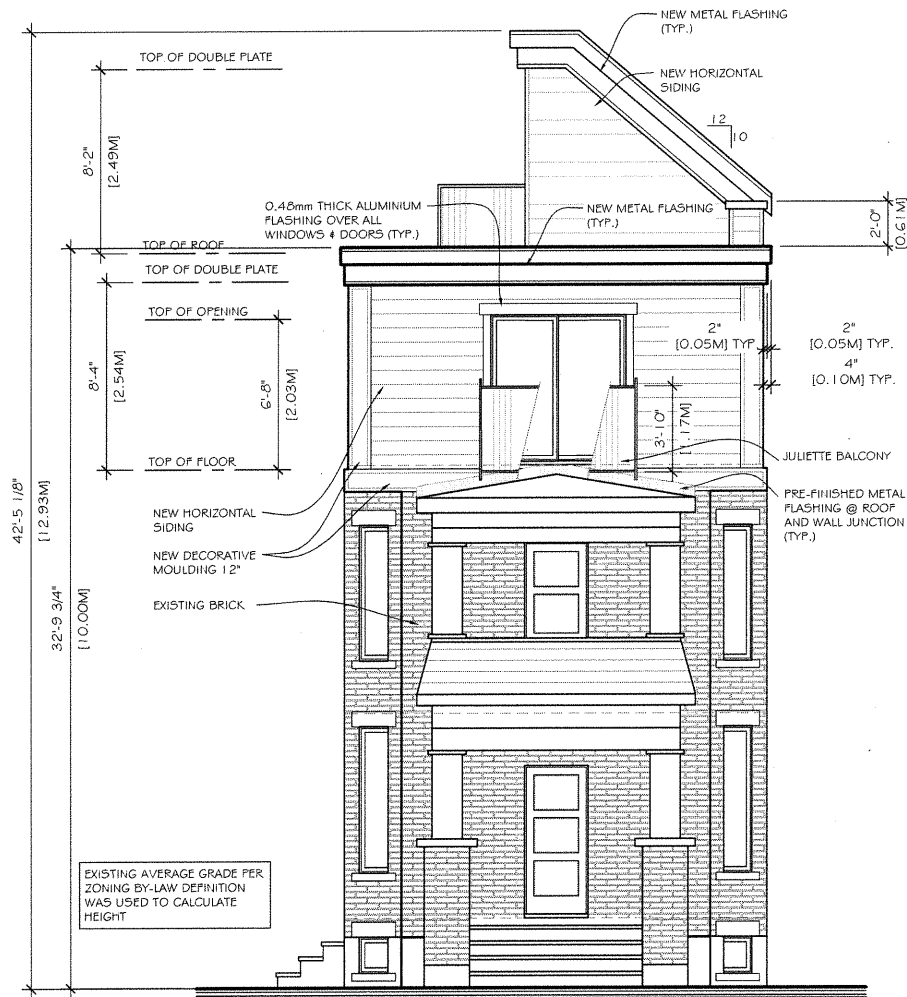 NEW METAL FLASHING
(TYP.)
TOP OF DOUBLE PLATE
NEW HORIZONTAL
SIDING
12
10
8'-2"
[2.49M]
0.48mm THICK ALUMINIUM
FLASHING OVER ALL
WINDOWS & DOORS (TYP.)
NEW METAL FLASHING
(TYP.)
2'-0"
[0.61M]
TOP OF ROOF
TOP OF DOUBLE PLATE
TOP OF OPENING
2"
[0.05M] TYP.
2"
[0.05M] TYP.
4"
[0.10M] TYP.
8'-4"
[2.54M]
6'-8"
[2.03M]
3'-10"
[1.17M]
TOP OF FLOOR
JULIETTE BALCONY
PRE-FINISHED METAL
FLASHING @ ROOF
AND WALL JUNCTION
(TYP.)
42'-5 1/8"
[12.93M]
NEW HORIZONTAL
SIDING
NEW DECORATIVE
MOULDING 12"
EXISTING BRICK
32'-9 3/4"
[10.00M]
EXISTING AVERAGE GRADE PER
ZONING BY-LAW DEFINITION
WAS USED TO CALCULATE
HEIGHT